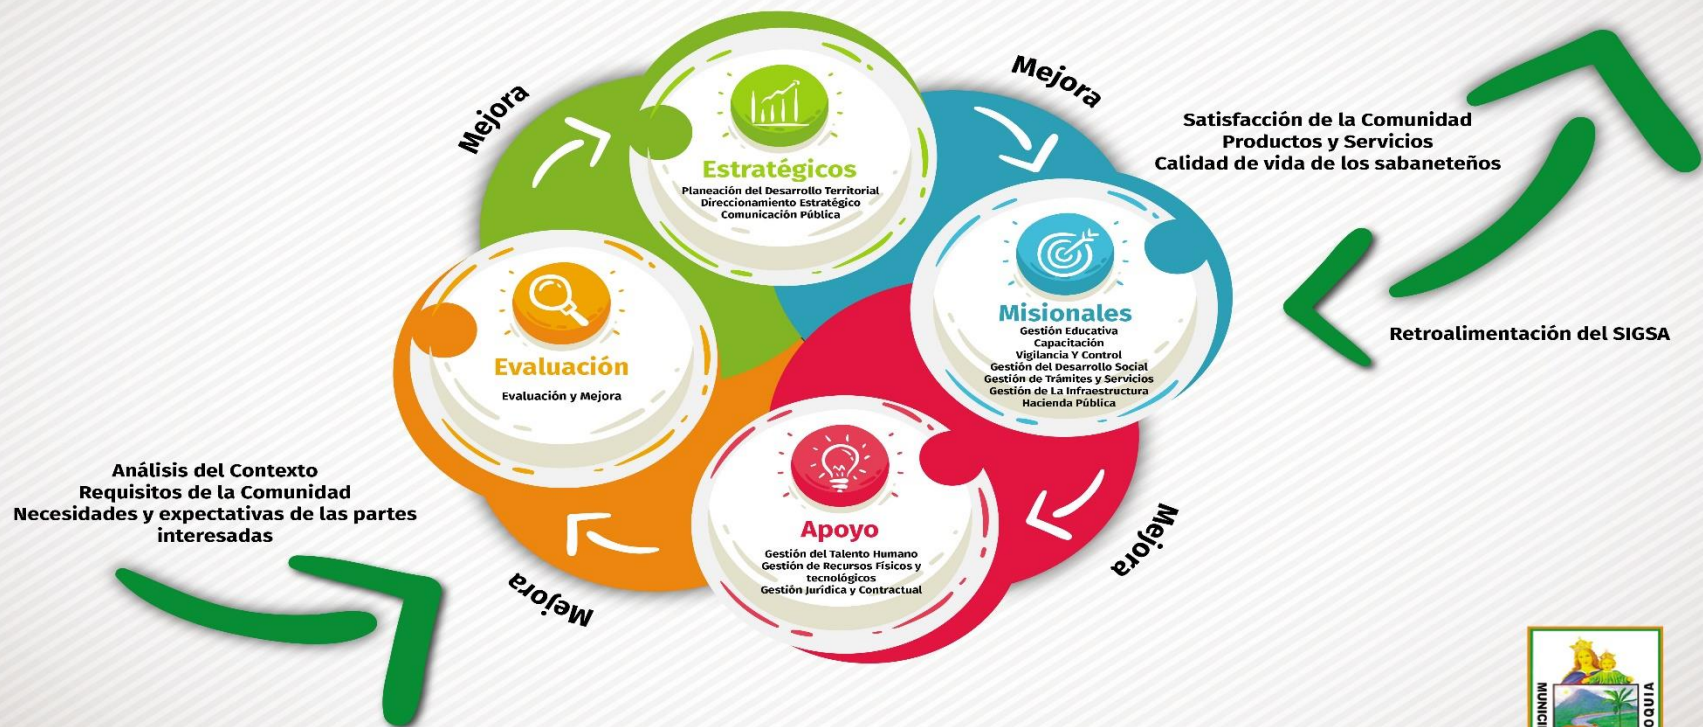 Mejora
Mejora
Estratégicos
Planeación del Desarrollo Territorial
Direccionamiento Estratégico
Comunicación Pública
Satisfacción de la Comunidad
Productos y Servicios
Calidad de vida de los sabaneteños
Misionales
Gestión Educativa
Capacitación
Vigilancia Y Control
Gestión del Desarrollo Social
Gestión de Trámites y Servicios
Gestión de La Infraestructura
Hacienda Pública
Retroalimentación del SIGSA
Evaluación
Evaluación y Mejora
Análisis del Contexto
Requisitos de la Comunidad
Necesidades y expectativas de las partes
interesadas
Apoyo
Gestión del Talento Humano
Gestión de Recursos Físicos y
tecnológicos
Gestión Jurídica y Contractual
Mejora
Mejora